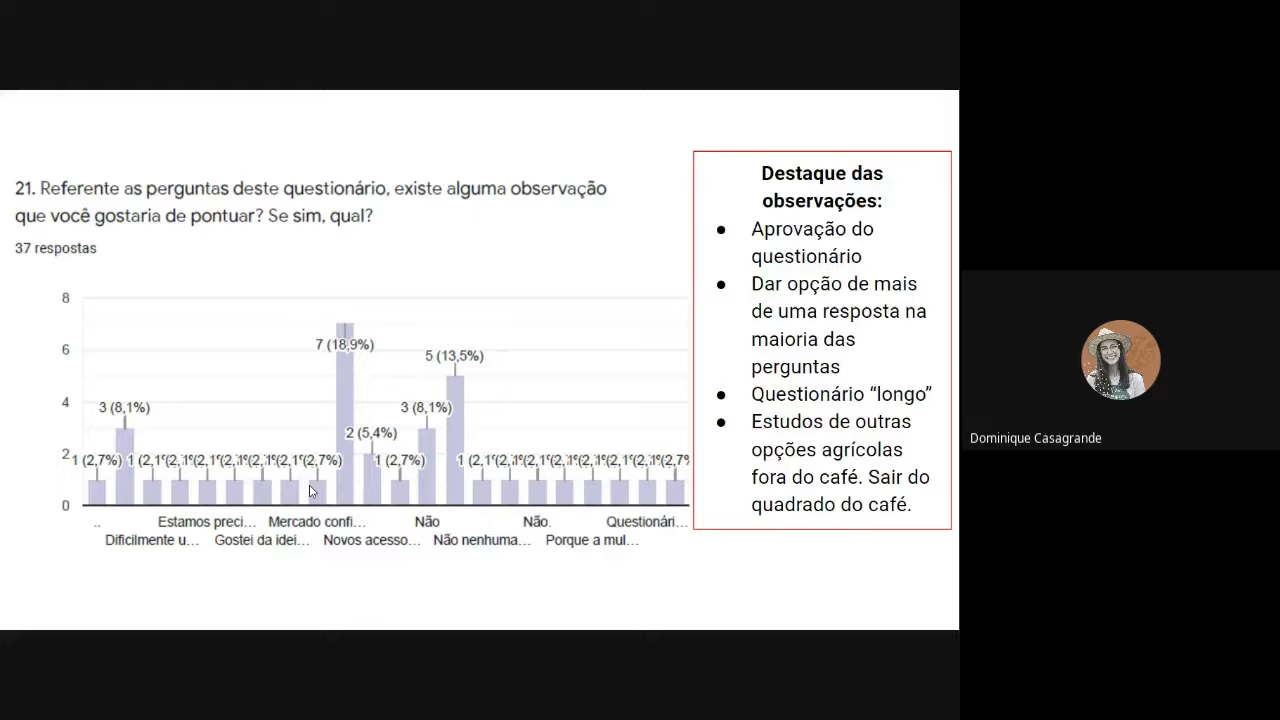 21. Referente as perguntas deste questionário, existe alguma observação
que você gostaria de pontuar? Se sim, qual?
37 respostas
8
6
4
2
0
7 (18,9%)
5 (13,5%)
3 (8,1%)
3 (8,1%)
2 (5,4%)
1 (2,7%)
1 (2,7%)
..
Estamos preci...
Mercado confi...
Não
Não.
Questionári...
Dificilmente u...
Gostei da idei...
Novos acesso...
Não nenhuma...
Porque a mul...
Destaque das
observações:
● Aprovação do
questionário
● Dar opção de mais
de uma resposta na
maioria das
perguntas
● Questionário “longo”
● Estudos de outras
opções agrícolas
fora do café. Sair do
quadrado do café.
Dominique Casagrande